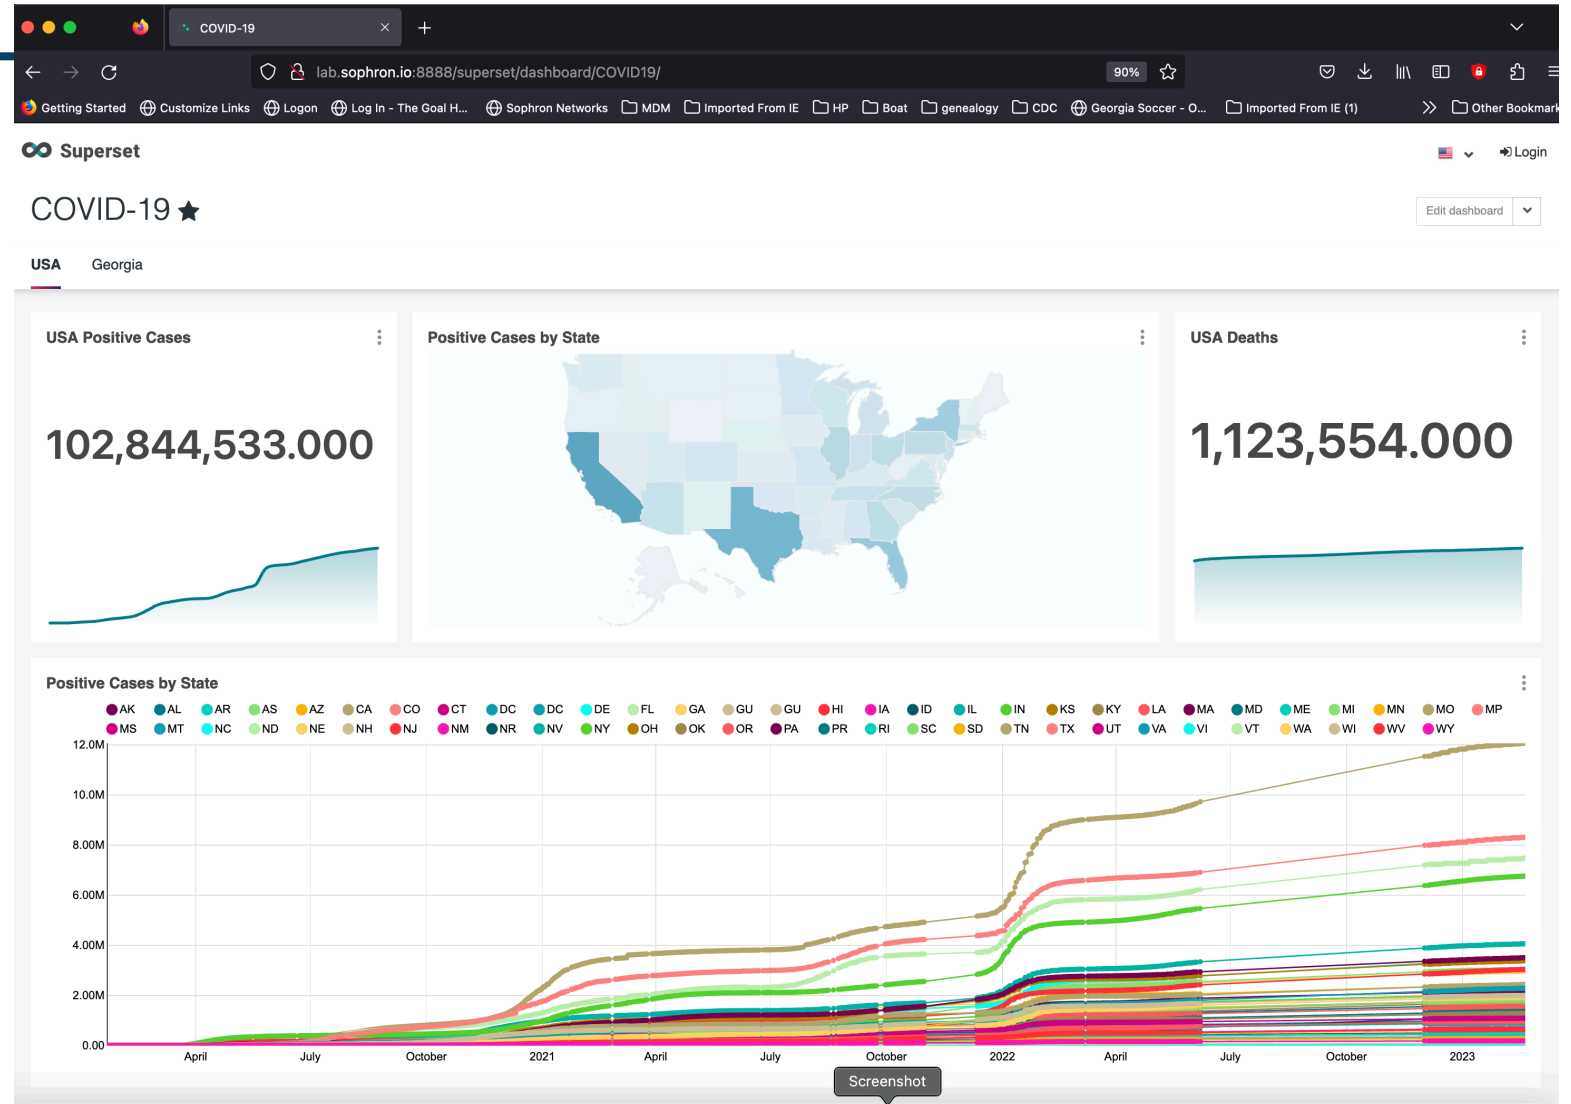 COVID-19
lab.sophron.io:8888/superset/dashboard/COVID19/
90%
Getting Started Customize Links Logon Log In - The Goal H... Sophron Networks MDM Imported From IE HP Boat genealogy CDC Georgia Soccer - O... Imported From IE (1) Other Bookmark
Superset
Login
COVID-19
Edit dashboard
USA Georgia
USA Positive Cases
102,844,533.000
Positive Cases by State
USA Deaths
1,123,554.000
Positive Cases by State
AK AL AR AS AZ CA CO CT DC DC DE FL GA GU GU HI IA ID IL IN KS KY LA MA MD ME MI MN MO MP
MS MT NC ND NE NH NJ NM NR NV NY OH OK OR PA PR RI SC SD TN TX UT VA VI VT WA WI WV WY
12.0M
10.0M
8.00M
6.00M
4.00M
2.00M
0.00
April July October 2021 April July October 2022 April July October 2023
Screenshot